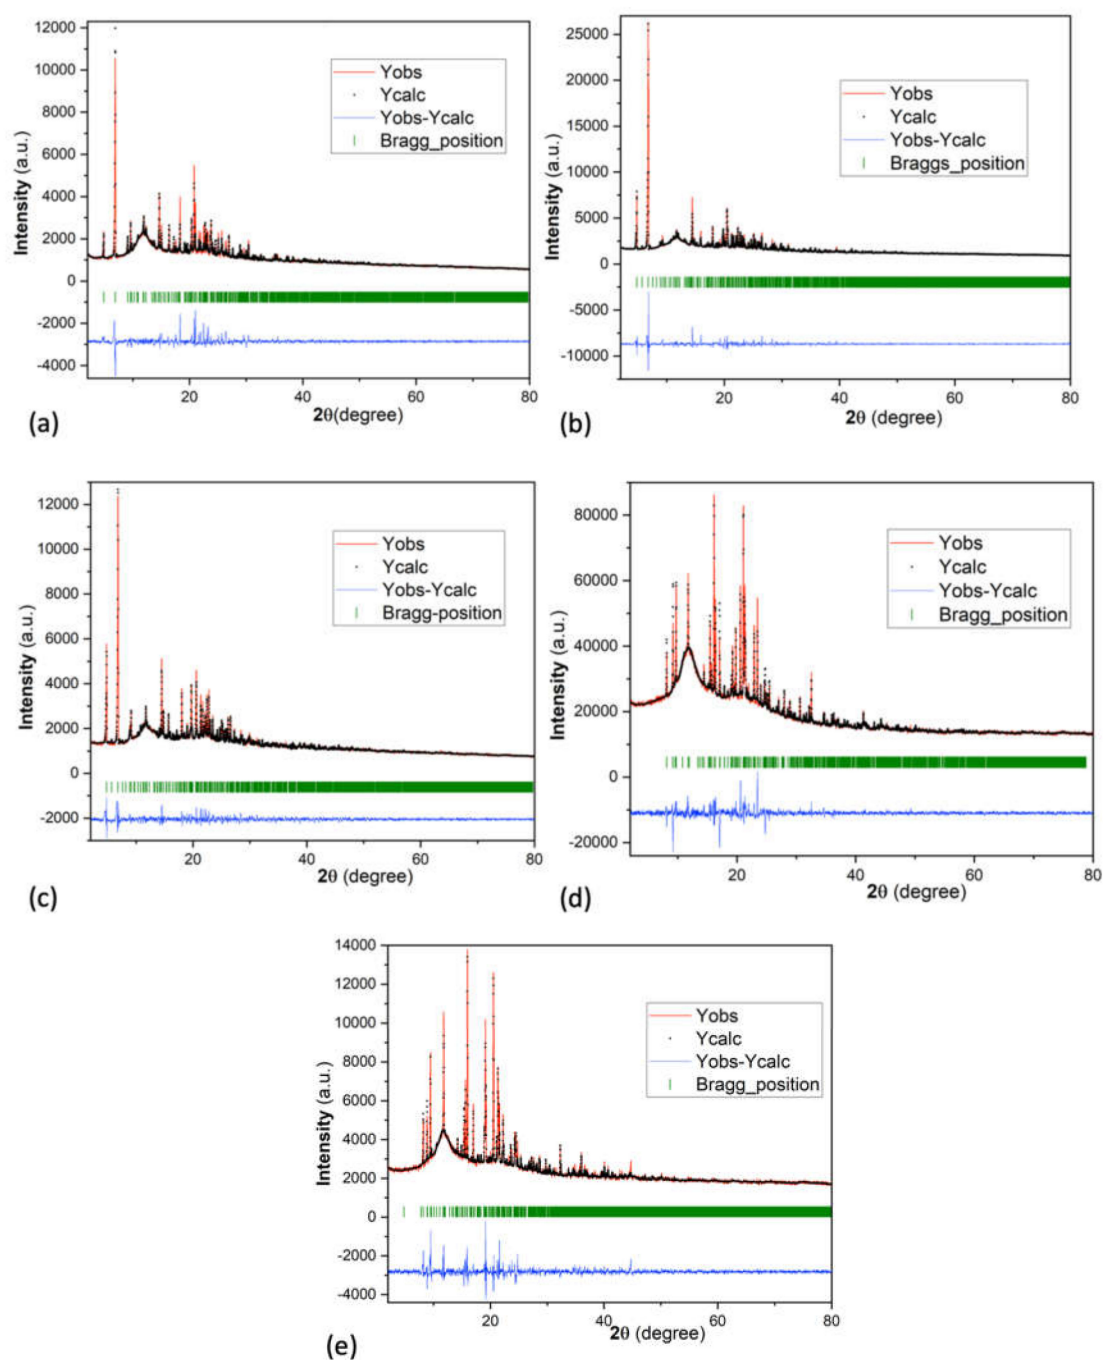 12000
10000
8000
6000
4000
2000
0
-2000
-4000
Intensity (a.u.)
Yobs
Ycalc
Yobs-Ycalc
Bragg_position
20 40 60 80
2θ(degree)
(a)
25000
20000
15000
10000
5000
0
-5000
-10000
Intensity (a.u.)
Yobs
Ycalc
Yobs-Ycalc
Braggs_position
20 40 60 80
2θ (degree)
(b)
12000
10000
8000
6000
4000
2000
0
-2000
Intensity (a.u.)
Yobs
Ycalc
Yobs-Ycalc
Bragg-position
20 40 60 80
2θ (degree)
(c)
80000
60000
40000
20000
0
-20000
Intensity (a.u.)
Yobs
Ycalc
Yobs-Ycalc
Bragg_position
20 40 60 80
2θ (degree)
(d)
14000
12000
10000
8000
6000
4000
2000
0
-2000
-4000
Intensity (a.u.)
Yobs
Ycalc
Yobs-Ycalc
Bragg_position
20 40 60 80
2θ (degree)
(e)